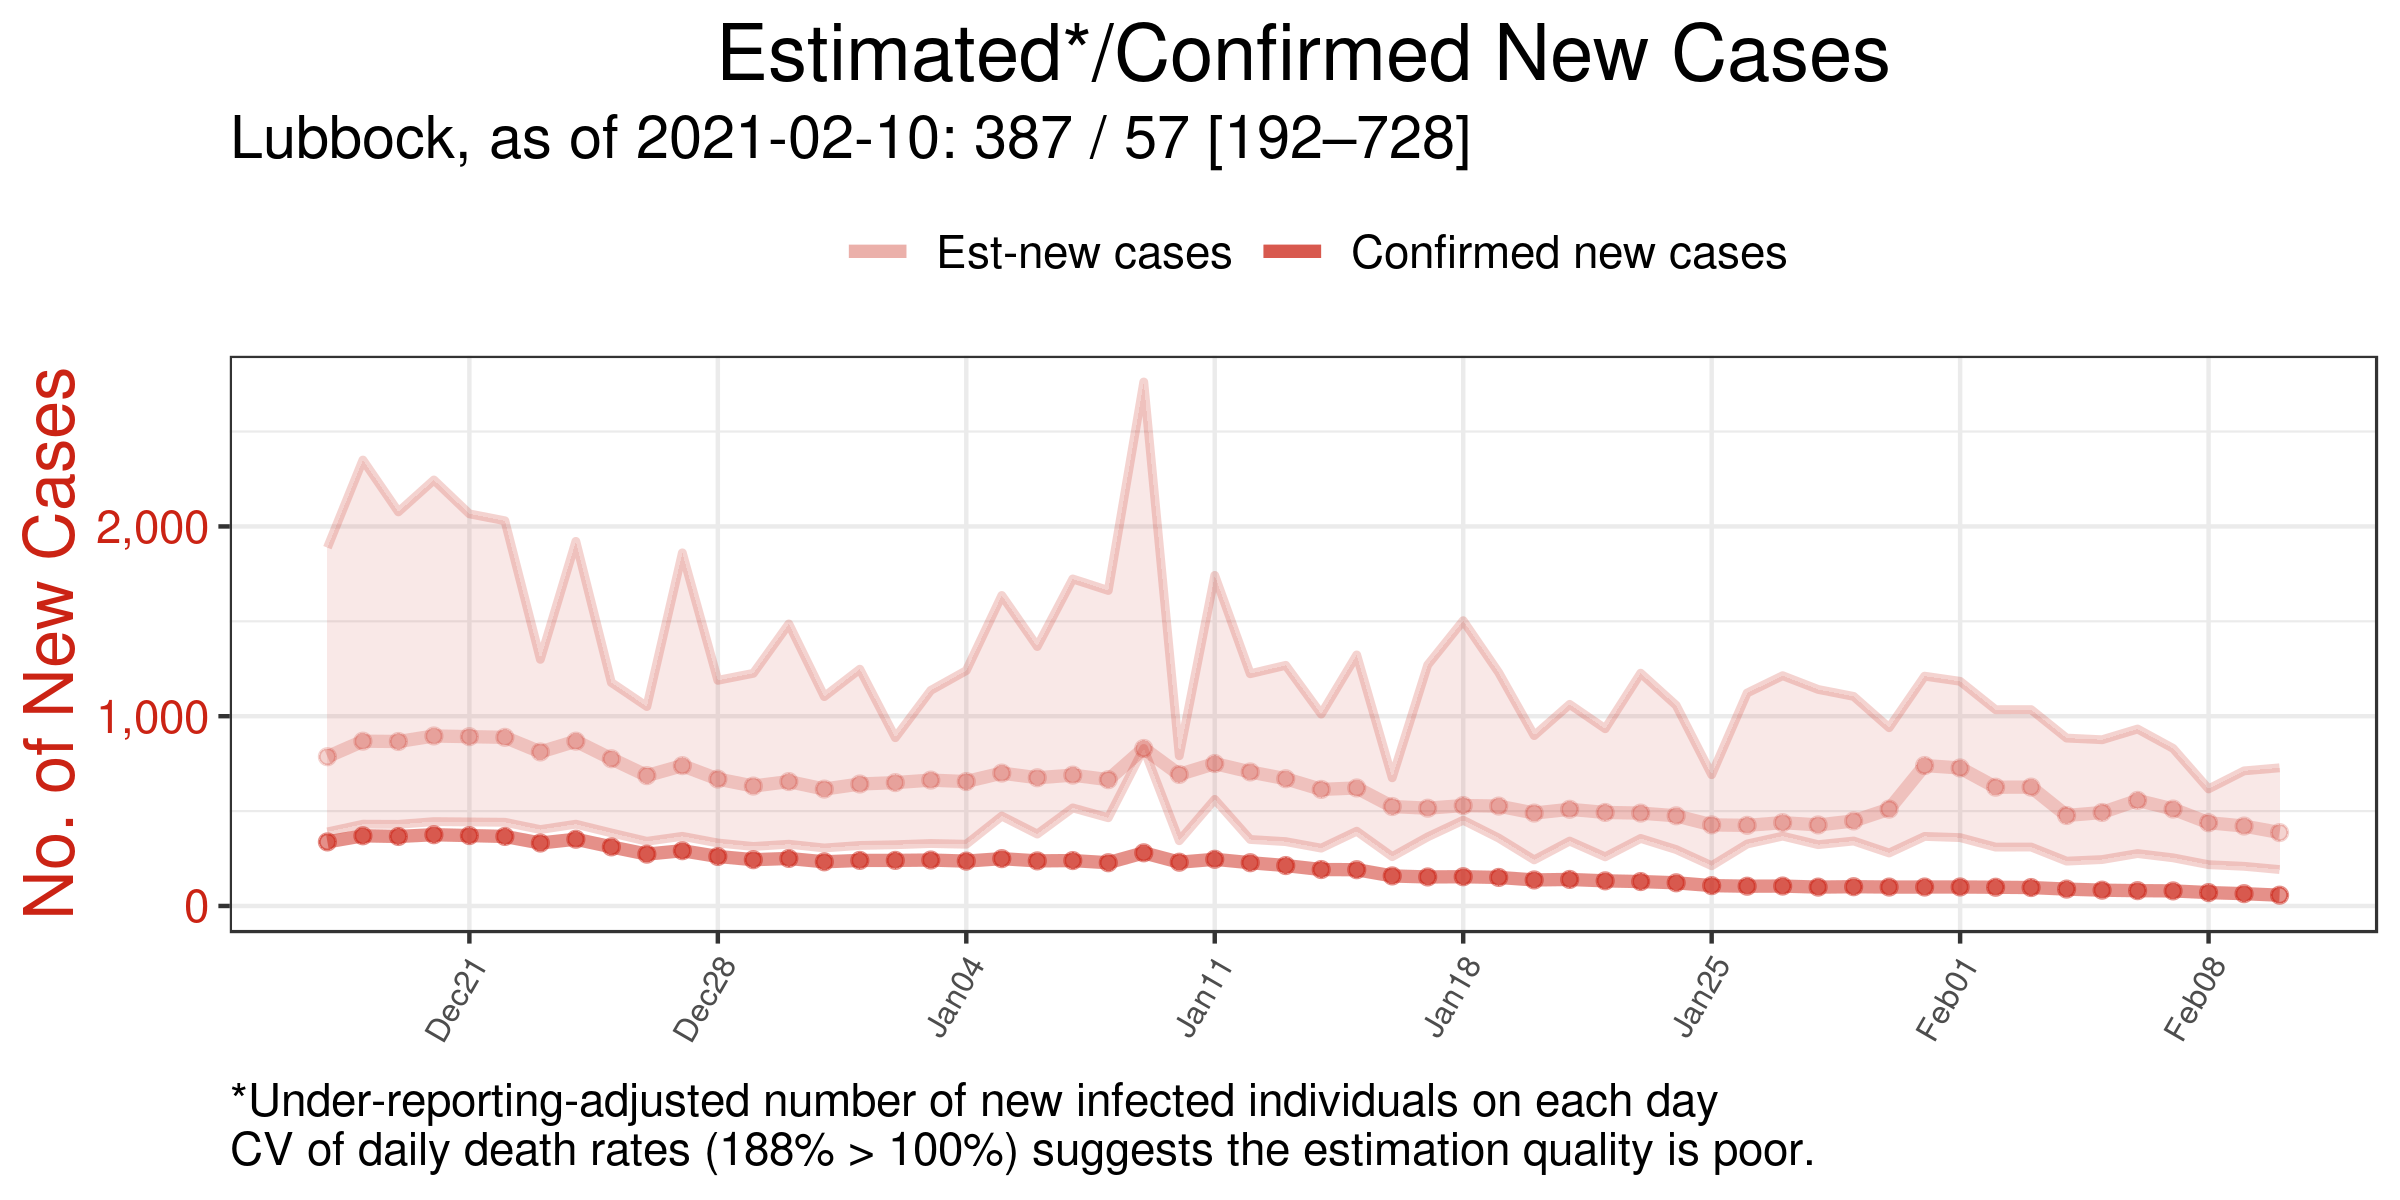 Estimated*/Confirmed New Cases
Lubbock, as of 2021-02-10: 387 / 57 [192–728]
Est-new cases
Confirmed new cases
No. of New Cases
2,000
1,000
0
Dec21
Dec28
Jan04
Jan11
Jan18
Jan25
Feb01
Feb08
*Under-reporting-adjusted number of new infected individuals on each day
CV of daily death rates (188% > 100%) suggests the estimation quality is poor.